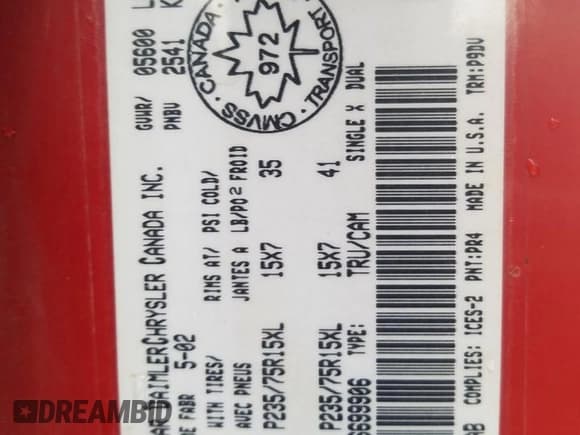 DAIMLERCHRYSLER CANADA INC.
GVWR/ 05600
PNBV 2541
DE FABR 5-02
WITH TIRES/ RIMS AT/ PSI COLD/
AVEC PNEUS JANTES A LB/PO2 FROID
P235/75R15XL 15X7 35
P235/75R15XL 15X7 41
TYPE: TRU/CAM SINGLE X DUAL
COMPLIES: ICES-2 PNT:PR4 MADE IN U.S.A. TRM:P9DV
CANADA
TRANSPORT
CMVSS
972
DREAMBID